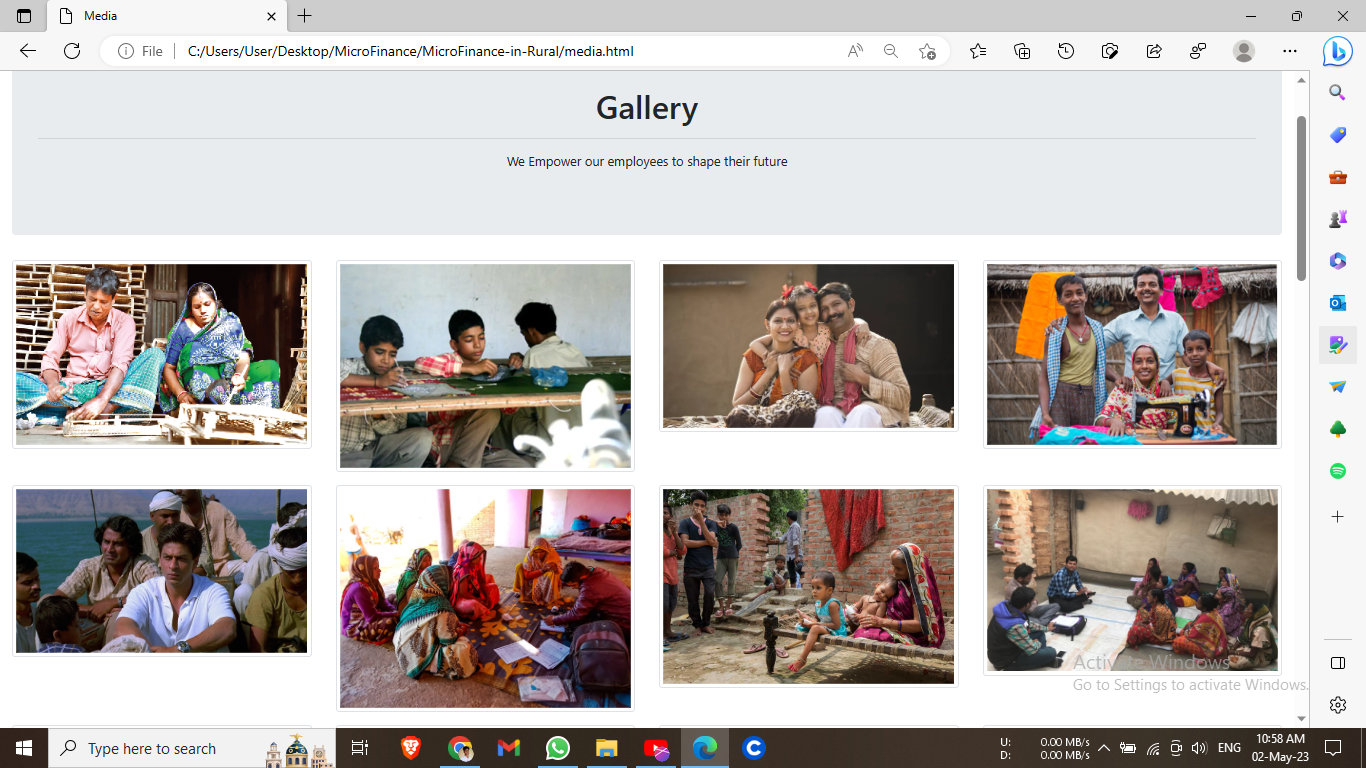 Media
File
C:/Users/User/Desktop/MicroFinance/MicroFinance-in-Rural/media.html
Gallery
We Empower our employees to shape their future
Activate Windows
Go to Settings to activate Windows.
Type here to search
U: 0.00 MB/s
D: 0.00 MB/s
ENG
10:58 AM
02-May-23